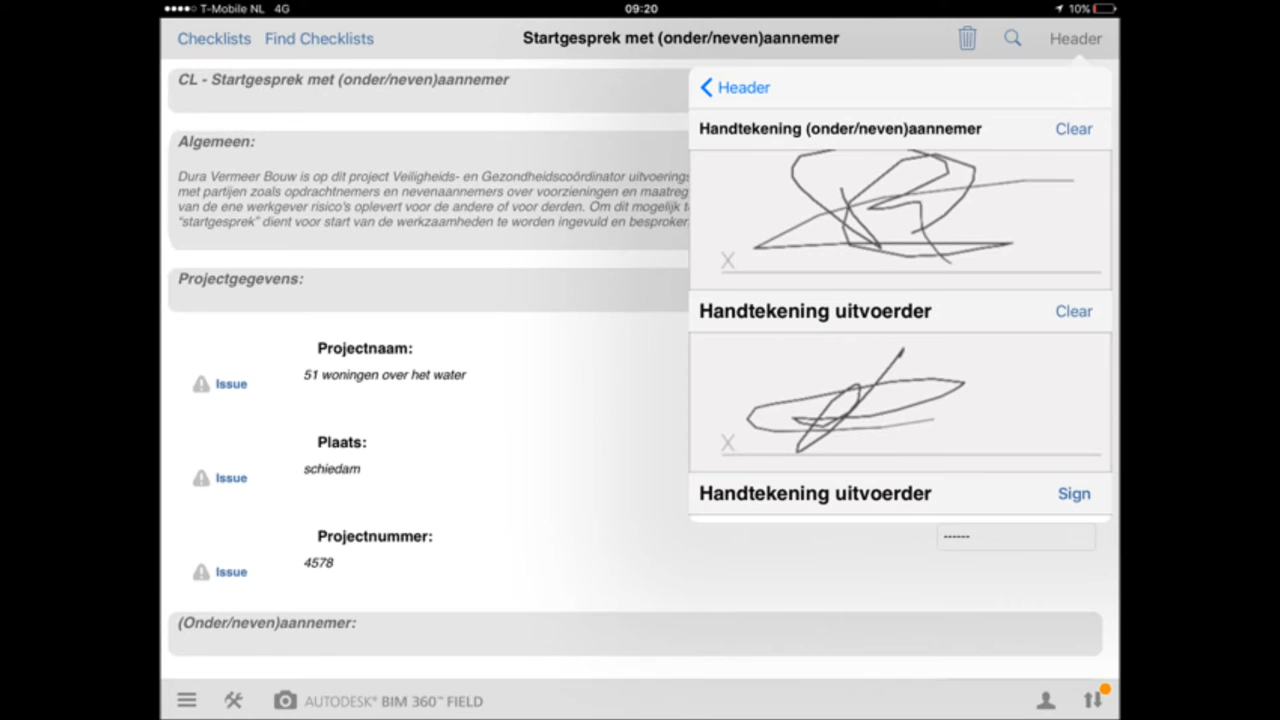 T-Mobile NL 4G
09:20
10%
Checklists Find Checklists
Startgesprek met (onder/neven)aannemer
Header
CL - Startgesprek met (onder/neven)aannemer
Algemeen:
Dura Vermeer Bouw is op dit project Veiligheids- en Gezondheidscoördinator
met partijen zoals opdrachtnemers en nevenaannemers over voorzieningen en
van de ene werkgever risico's oplevert voor de andere of voor derden. Om dit mogelijk
"startgesprek" dient voor start van de werkzaamheden te worden ingevuld en
Projectgegevens:
Projectnaam:
Issue
51 woningen over het water
Plaats:
Issue
schiedam
Projectnummer:
Issue
4578
(Onder/neven)aannemer:
Header
Handtekening (onder/neven)aannemer
Clear
X
Handtekening uitvoerder
Clear
X
Handtekening uitvoerder
Sign
------
AUTODESK® BIM 360™ FIELD